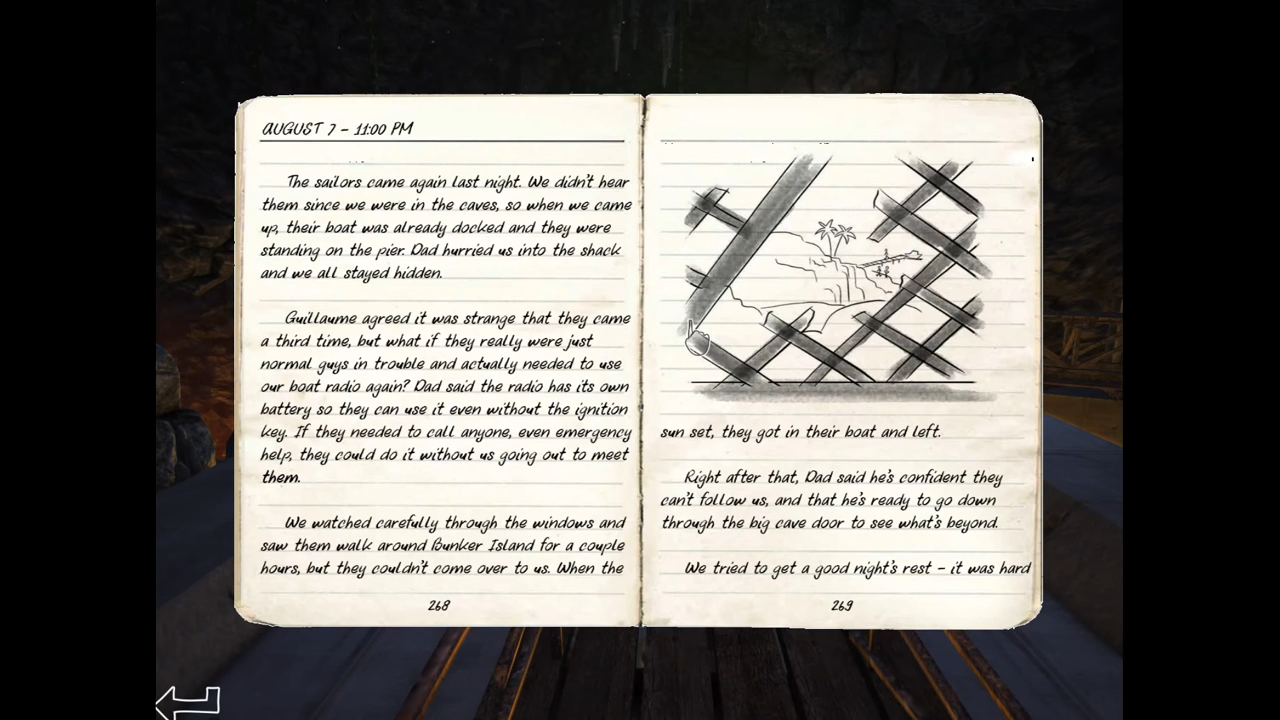 AUGUST 7 - 11:00 PM
The sailors came again last night. We didn't hear
them since we were in the caves, so when we came
up, their boat was already docked and they were
standing on the pier. Dad hurried us into the shack
and we all stayed hidden.
Guillaume agreed it was strange that they came
a third time, but what if they really were just
normal guys in trouble and actually needed to use
our boat radio again? Dad said the radio has its own
battery so they can use it even without the ignition
key. If they needed to call anyone, even emergency
help, they could do it without us going out to meet
them.
We watched carefully through the windows and
saw them walk around Bunker Island for a couple
hours, but they couldn't come over to us. When the
268
sun set, they got in their boat and left.
Right after that, Dad said he's confident they
can't follow us, and that he's ready to go down
through the big cave door to see what's beyond.
We tried to get a good night's rest - it was hard
269